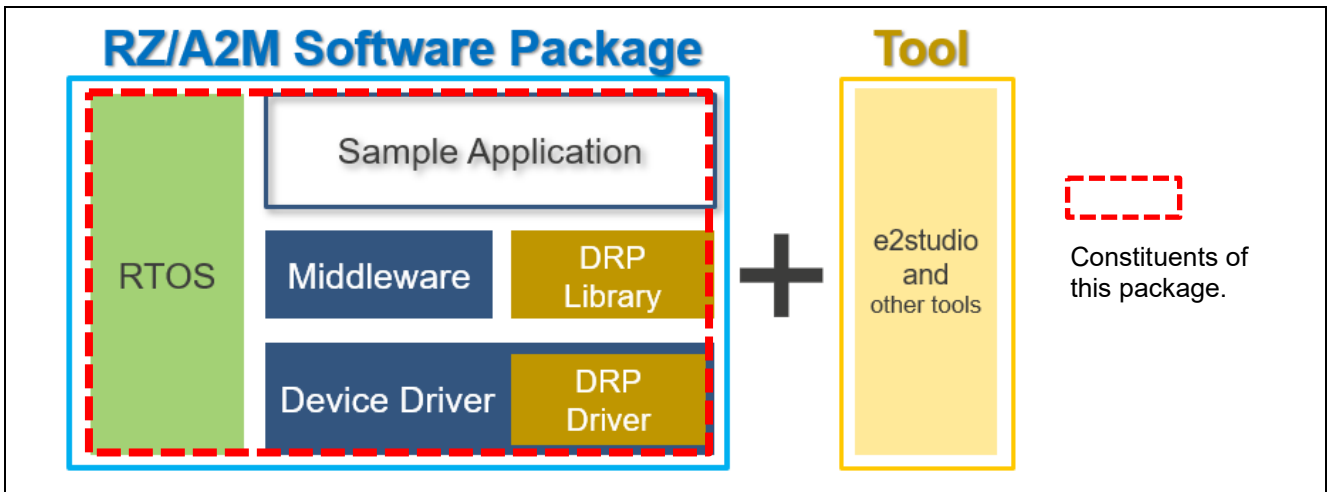 RZ/A2M Software Package
Tool
RTOS
Sample Application
Middleware
DRP
Library
Device Driver
DRP
Driver
+
e2studio
and
other tools
Constituents of
this package.